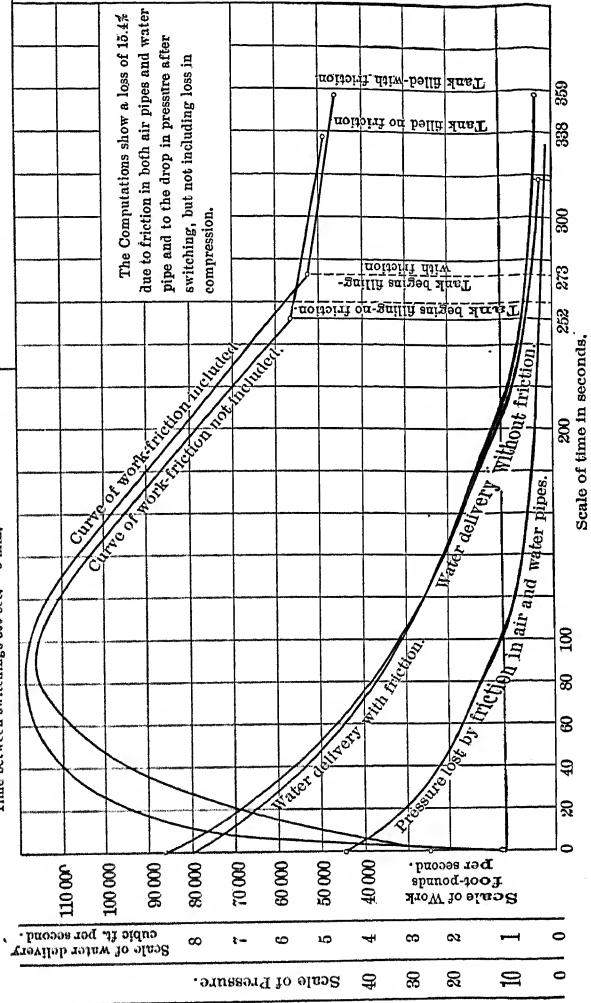 The Computations show a loss of 15.4%
due to friction in both air pipes and water
pipe and to the drop in pressure after
switching, but not including loss in
compression.
Tank filled-with friction
Tank filled no friction
Tank begins filling-
with friction
Tank begins filling-no friction.
Curve of work-friction included
Curve of work-friction not included.
Water delivery without friction.
Water delivery with friction.
Pressure lost by friction in air and water pipes.
110 000
100 000
90 000
80 000
70 000
60 000
50 000
40 000
Scale of Work
foot-pounds
per second.
Scale of water delivery
cubic ft. per second.
8
7
6
5
4
3
2
1
0
Scale of Pressure.
40
30
20
10
0
0
20
40
60
80
100
200
252
273
300
338
359
Scale of time in seconds.